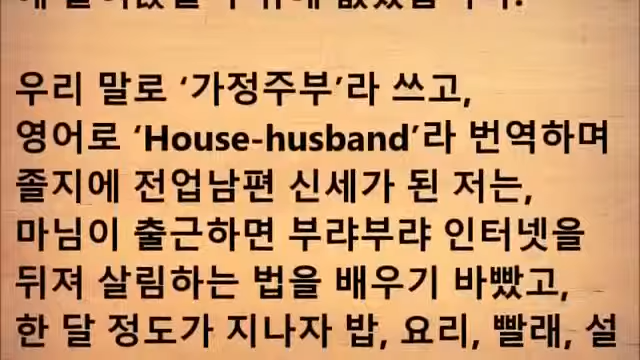 우리 말로 ‘가정주부’라 쓰고,
영어로 ‘House-husband’라 번역하며
졸지에 전업남편 신세가 된 저는,
마님이 출근하면 부랴부랴 인터넷을
뒤져 살림하는 법을 배우기 바빴고,
한 달 정도가 지나자 밥, 요리, 빨래, 설